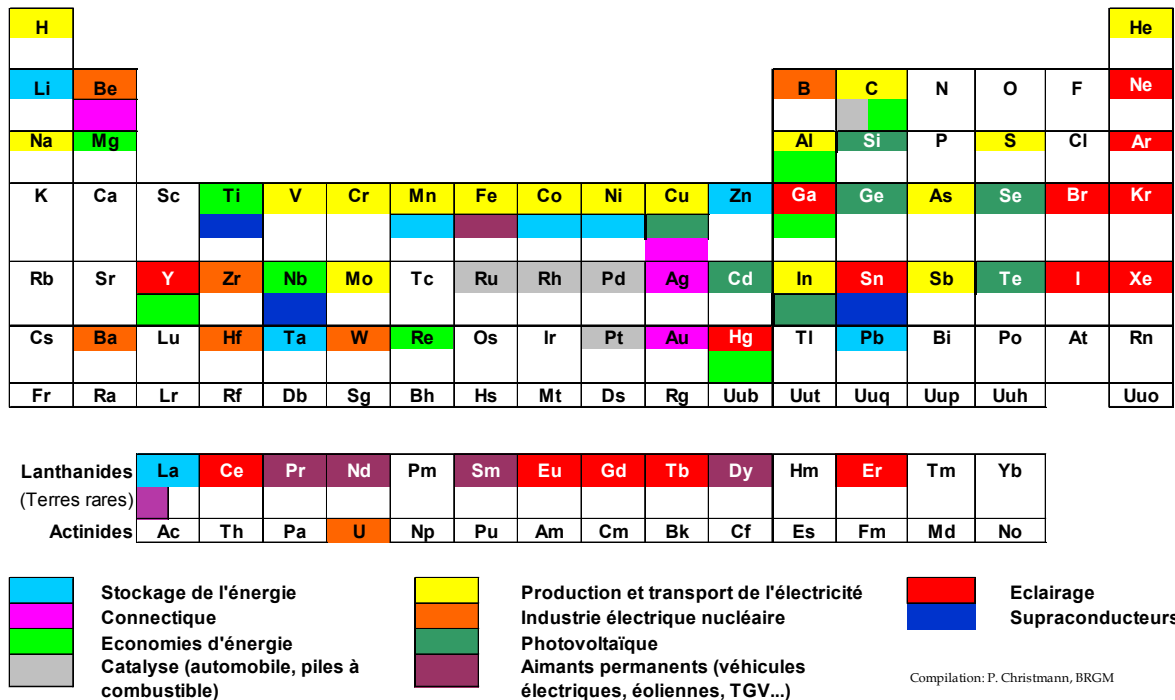 H He
Li Be B C N O F Ne
Na Mg Al Si P S Cl Ar
K Ca Sc Ti V Cr Mn Fe Co Ni Cu Zn Ga Ge As Se Br Kr
Rb Sr Y Zr Nb Mo Tc Ru Rh Pd Ag Cd In Sn Sb Te I Xe
Cs Ba Lu Hf Ta W Re Os Ir Pt Au Hg Tl Pb Bi Po At Rn
Fr Ra Lr Rf Db Sg Bh Hs Mt Ds Rg Uub Uut Uuq Uup Uuh Uuo
Lanthanides La Ce Pr Nd Pm Sm Eu Gd Tb Dy Hm Er Tm Yb
(Terres rares)
Actinides Ac Th Pa U Np Pu Am Cm Bk Cf Es Fm Md No
Stockage de l'énergie Production et transport de l'électricité Eclairage
Connectique Industrie électrique nucléaire Supraconducteurs
Economies d'énergie Photovoltaïque
Catalyse (automobile, piles à Aimants permanents (véhicules
combustible) électriques, éoliennes, TGV...)
Compilation: P. Christmann, BRGM